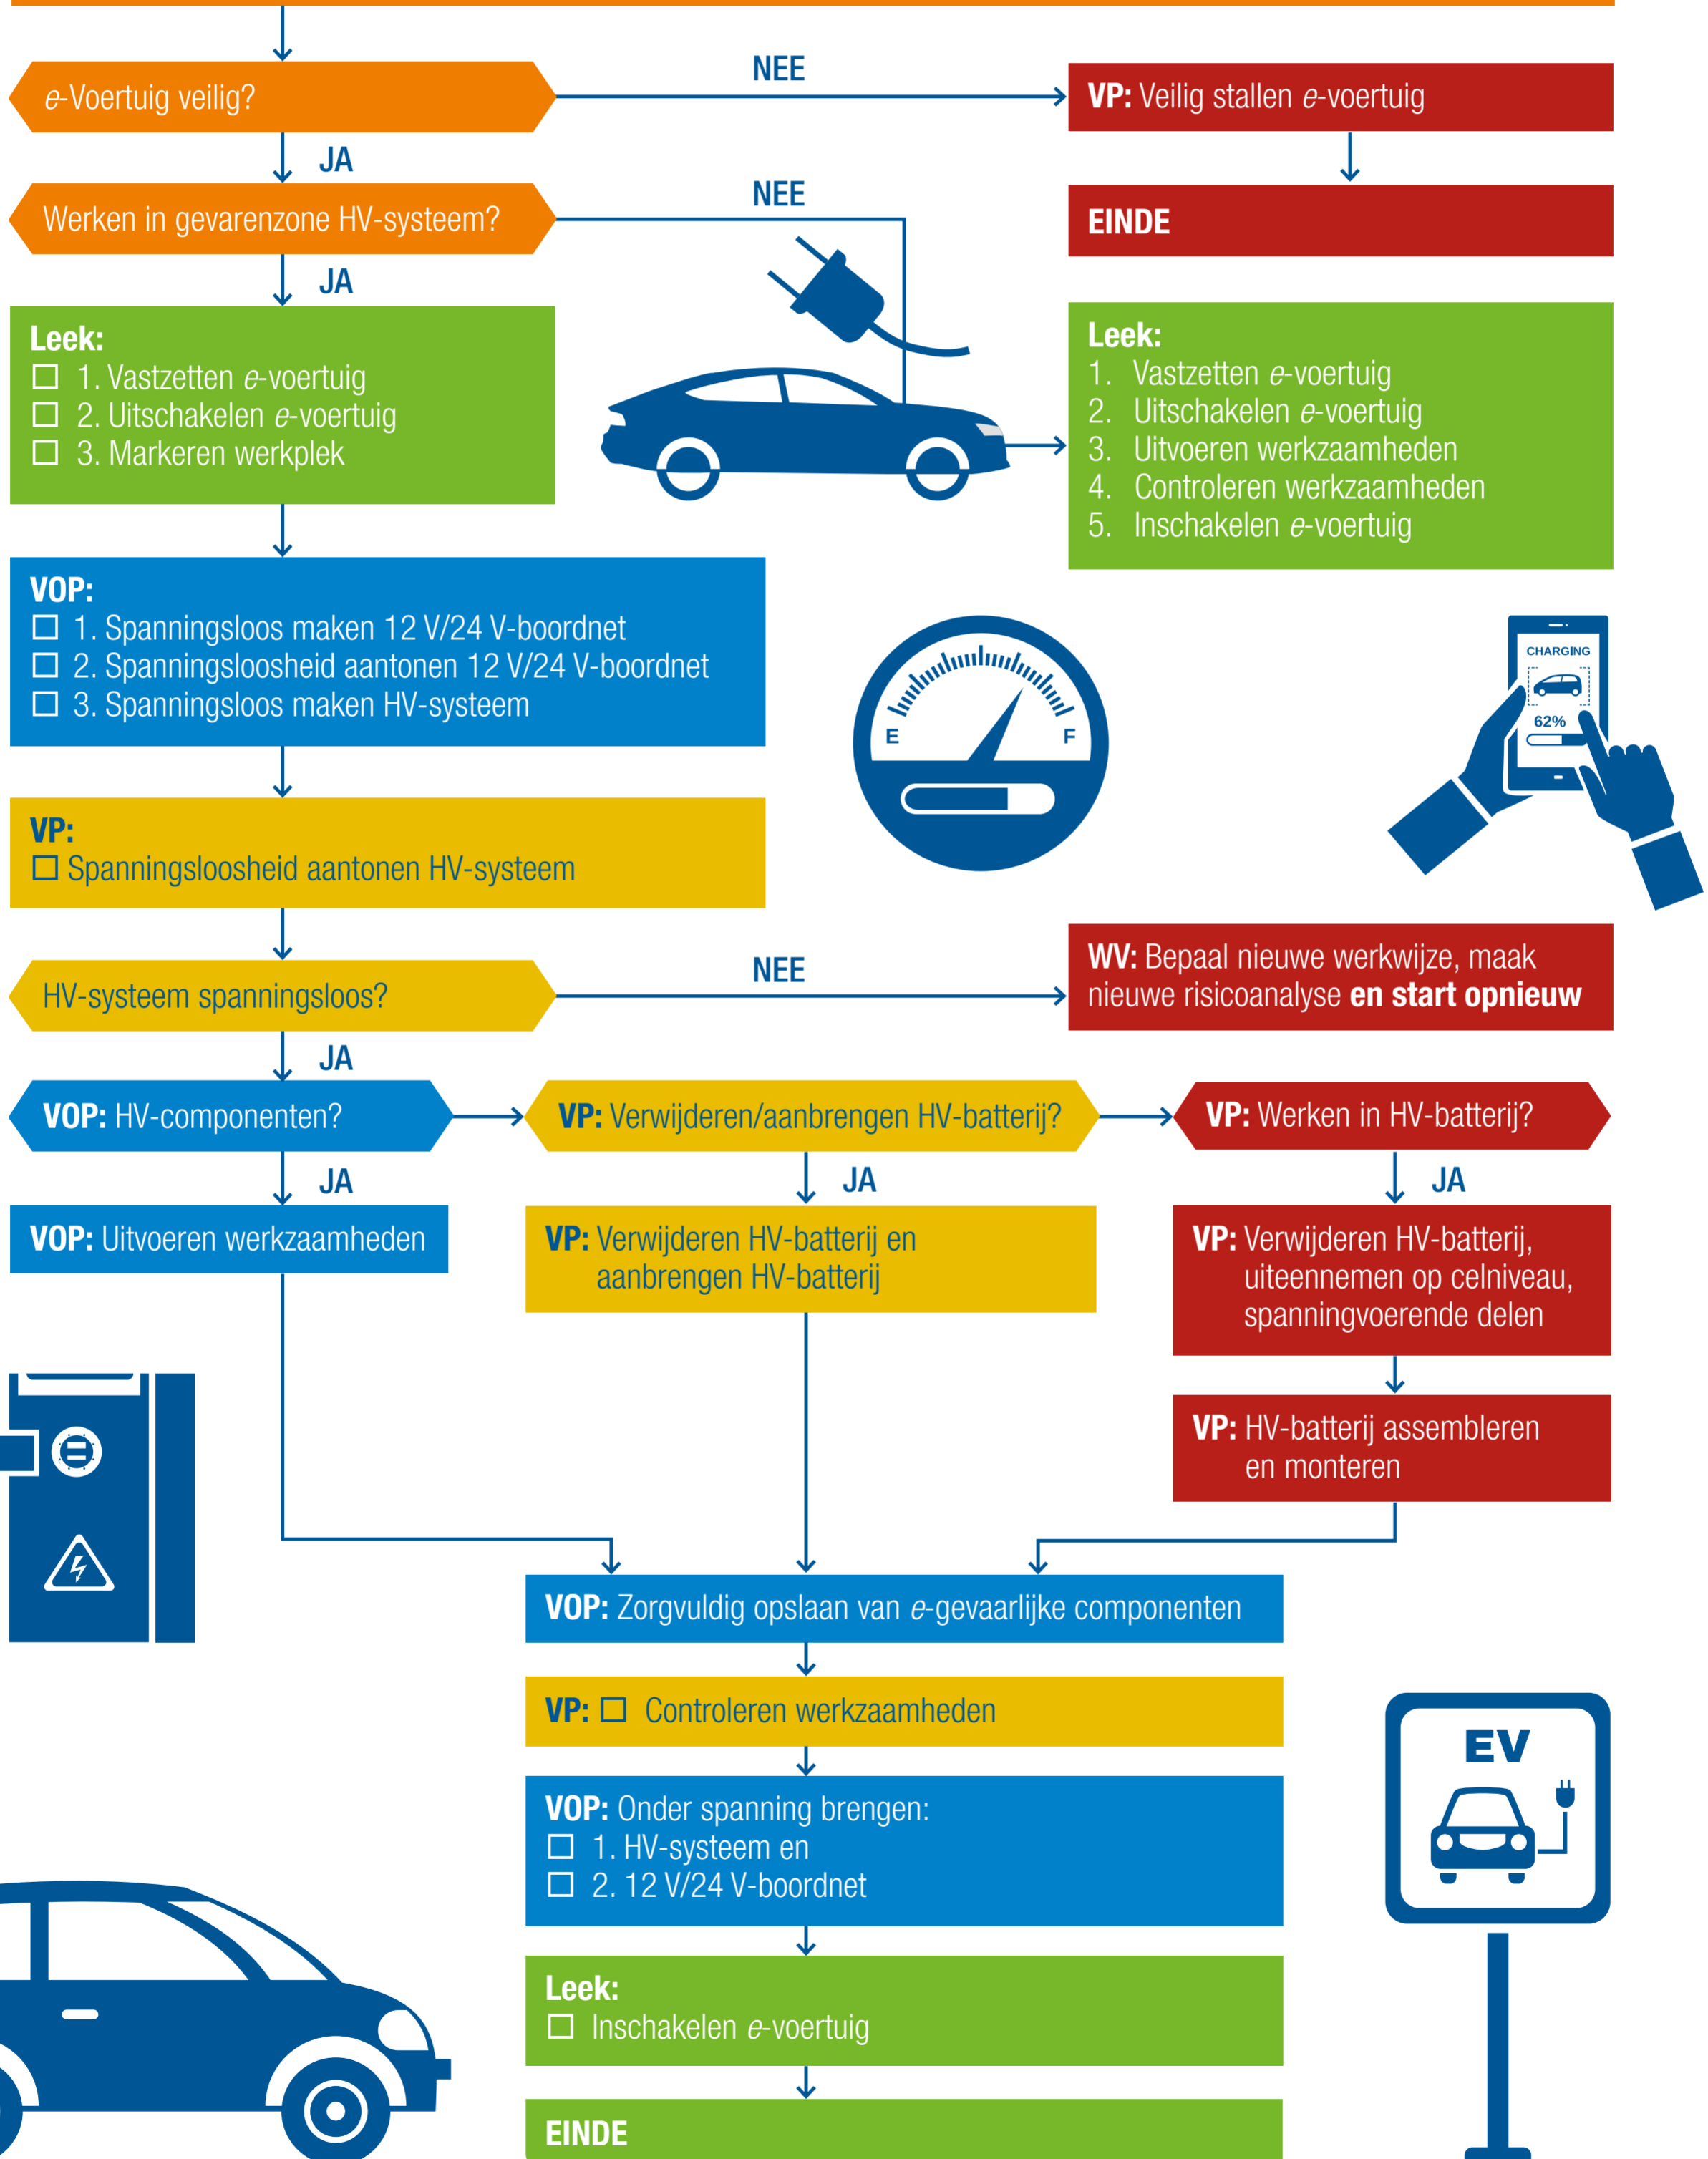 e-Voertuig veilig?
NEE
VP: Veilig stallen e-voertuig
JA
Werken in gevarenzone HV-systeem?
NEE
EINDE
JA
Leek:
☐ 1. Vastzetten e-voertuig
☐ 2. Uitschakelen e-voertuig
☐ 3. Markeren werkplek
Leek:
1. Vastzetten e-voertuig
2. Uitschakelen e-voertuig
3. Uitvoeren werkzaamheden
4. Controleren werkzaamheden
5. Inschakelen e-voertuig
VOP:
☐ 1. Spanningsloos maken 12 V/24 V-boordnet
☐ 2. Spanningsloosheid aantonen 12 V/24 V-boordnet
☐ 3. Spanningsloos maken HV-systeem
E F
CHARGING
62%
VP:
☐ Spanningsloosheid aantonen HV-systeem
HV-systeem spanningsloos?
NEE
WV: Bepaal nieuwe werkwijze, maak
nieuwe risicoanalyse en start opnieuw
JA
VOP: HV-componenten?
VP: Verwijderen/aanbrengen HV-batterij?
VP: Werken in HV-batterij?
JA
JA
JA
VOP: Uitvoeren werkzaamheden
VP: Verwijderen HV-batterij en
aanbrengen HV-batterij
VP: Verwijderen HV-batterij,
uiteennemen op celniveau,
spanningvoerende delen
VP: HV-batterij assembleren
en monteren
VOP: Zorgvuldig opslaan van e-gevaarlijke componenten
VP: ☐ Controleren werkzaamheden
VOP: Onder spanning brengen:
☐ 1. HV-systeem en
☐ 2. 12 V/24 V-boordnet
EV
Leek:
☐ Inschakelen e-voertuig
EINDE